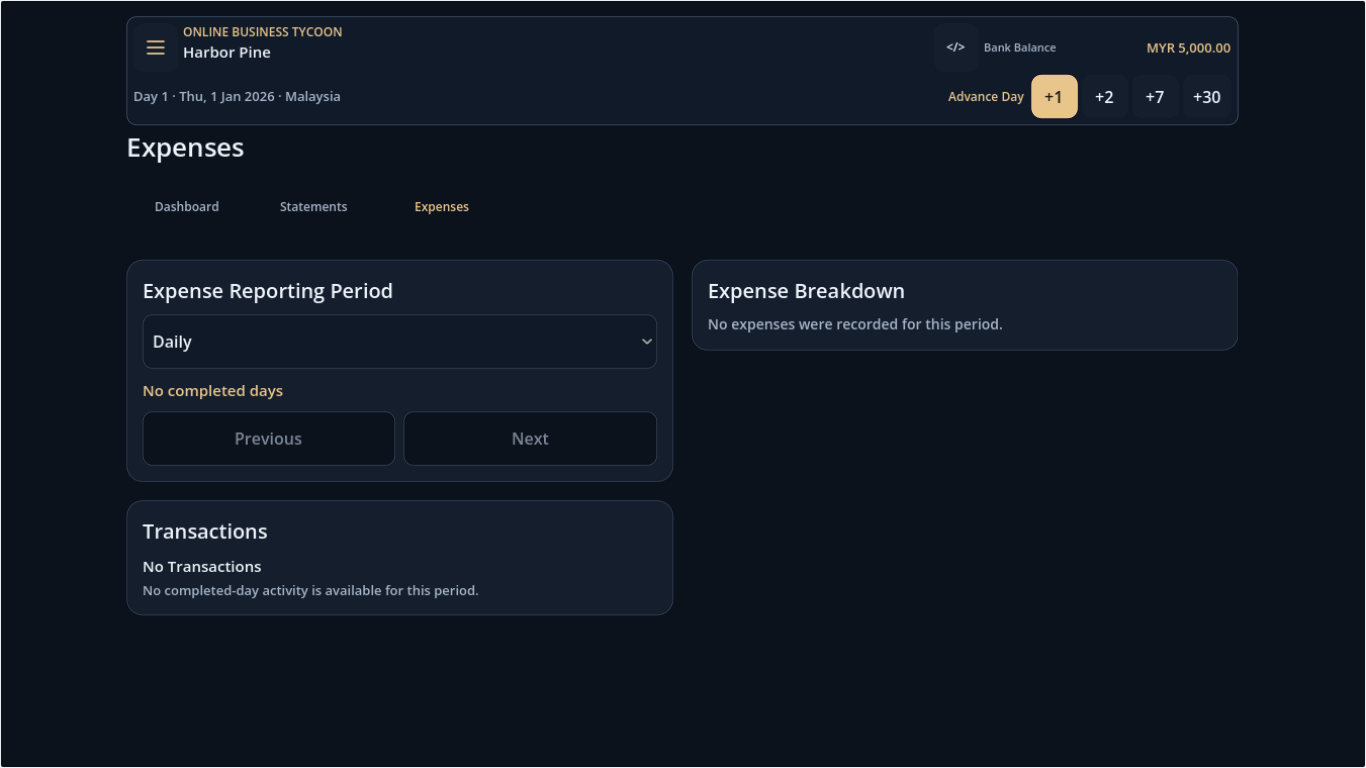 ONLINE BUSINESS TYCOON
Harbor Pine
</>
Bank Balance
MYR 5,000.00
Day 1 · Thu, 1 Jan 2026 · Malaysia
Advance Day
+1
+2
+7
+30
Expenses
Dashboard
Statements
Expenses
Expense Reporting Period
Daily
No completed days
Previous
Next
Expense Breakdown
No expenses were recorded for this period.
Transactions
No Transactions
No completed-day activity is available for this period.